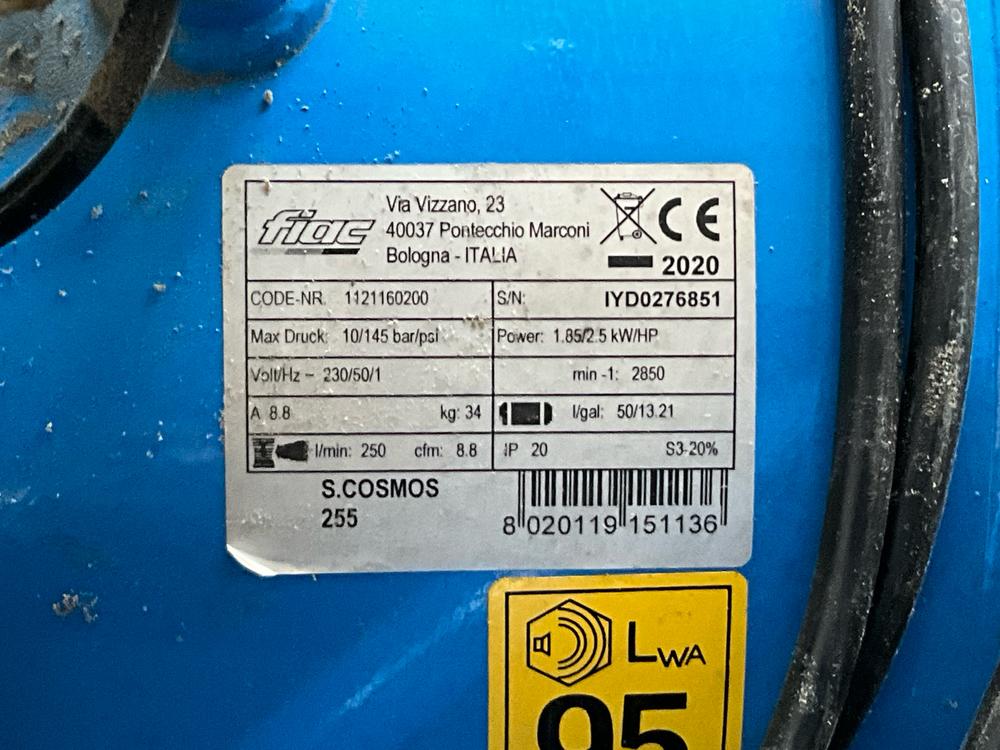 fiac
Via Vizzano, 23
40037 Pontecchio Marconi
Bologna - ITALIA
CE
2020
CODE-NR. 1121160200
S/N: IYD0276851
Max Druck: 10/145 bar/psi
Power: 1.85/2.5 kW/HP
Volt/Hz ~ 230/50/1
min -1: 2850
A 8.8 kg: 34
l/gal: 50/13.21
l/min: 250 cfm: 8.8
IP 20 S3-20%
S.COSMOS
255
8 020119 151136
LWA
95